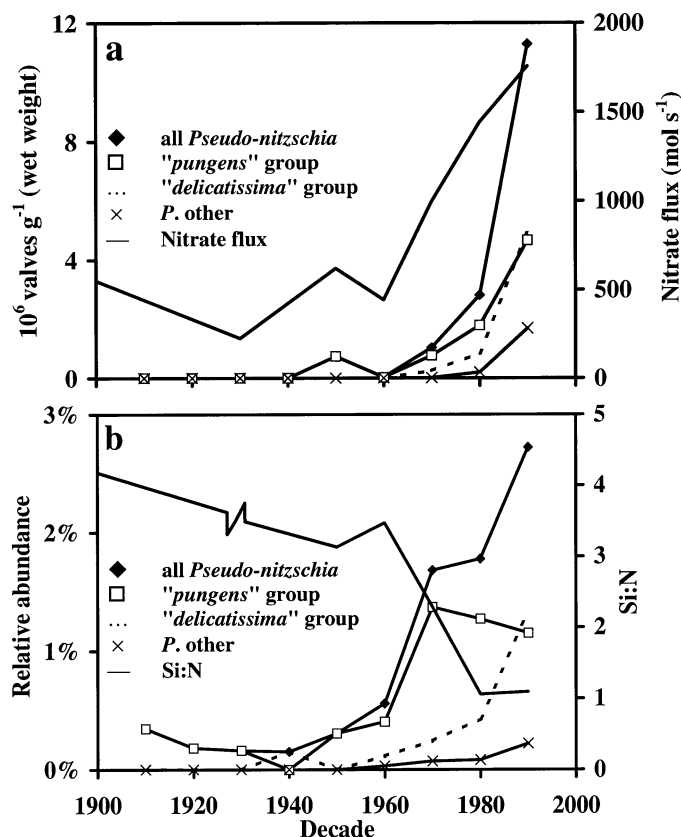 a
12
8
4
0
10⁶ valves g⁻¹ (wet weight)
all Pseudo-nitzschia
"pungens" group
"delicatissima" group
P. other
Nitrate flux
2000
1500
1000
500
0
Nitrate flux (mol s⁻¹)
b
3%
2%
1%
0%
Relative abundance
all Pseudo-nitzschia
"pungens" group
"delicatissima" group
P. other
Si:N
5
4
3
2
1
0
Si:N
1900 1920 1940 1960 1980 2000
Decade